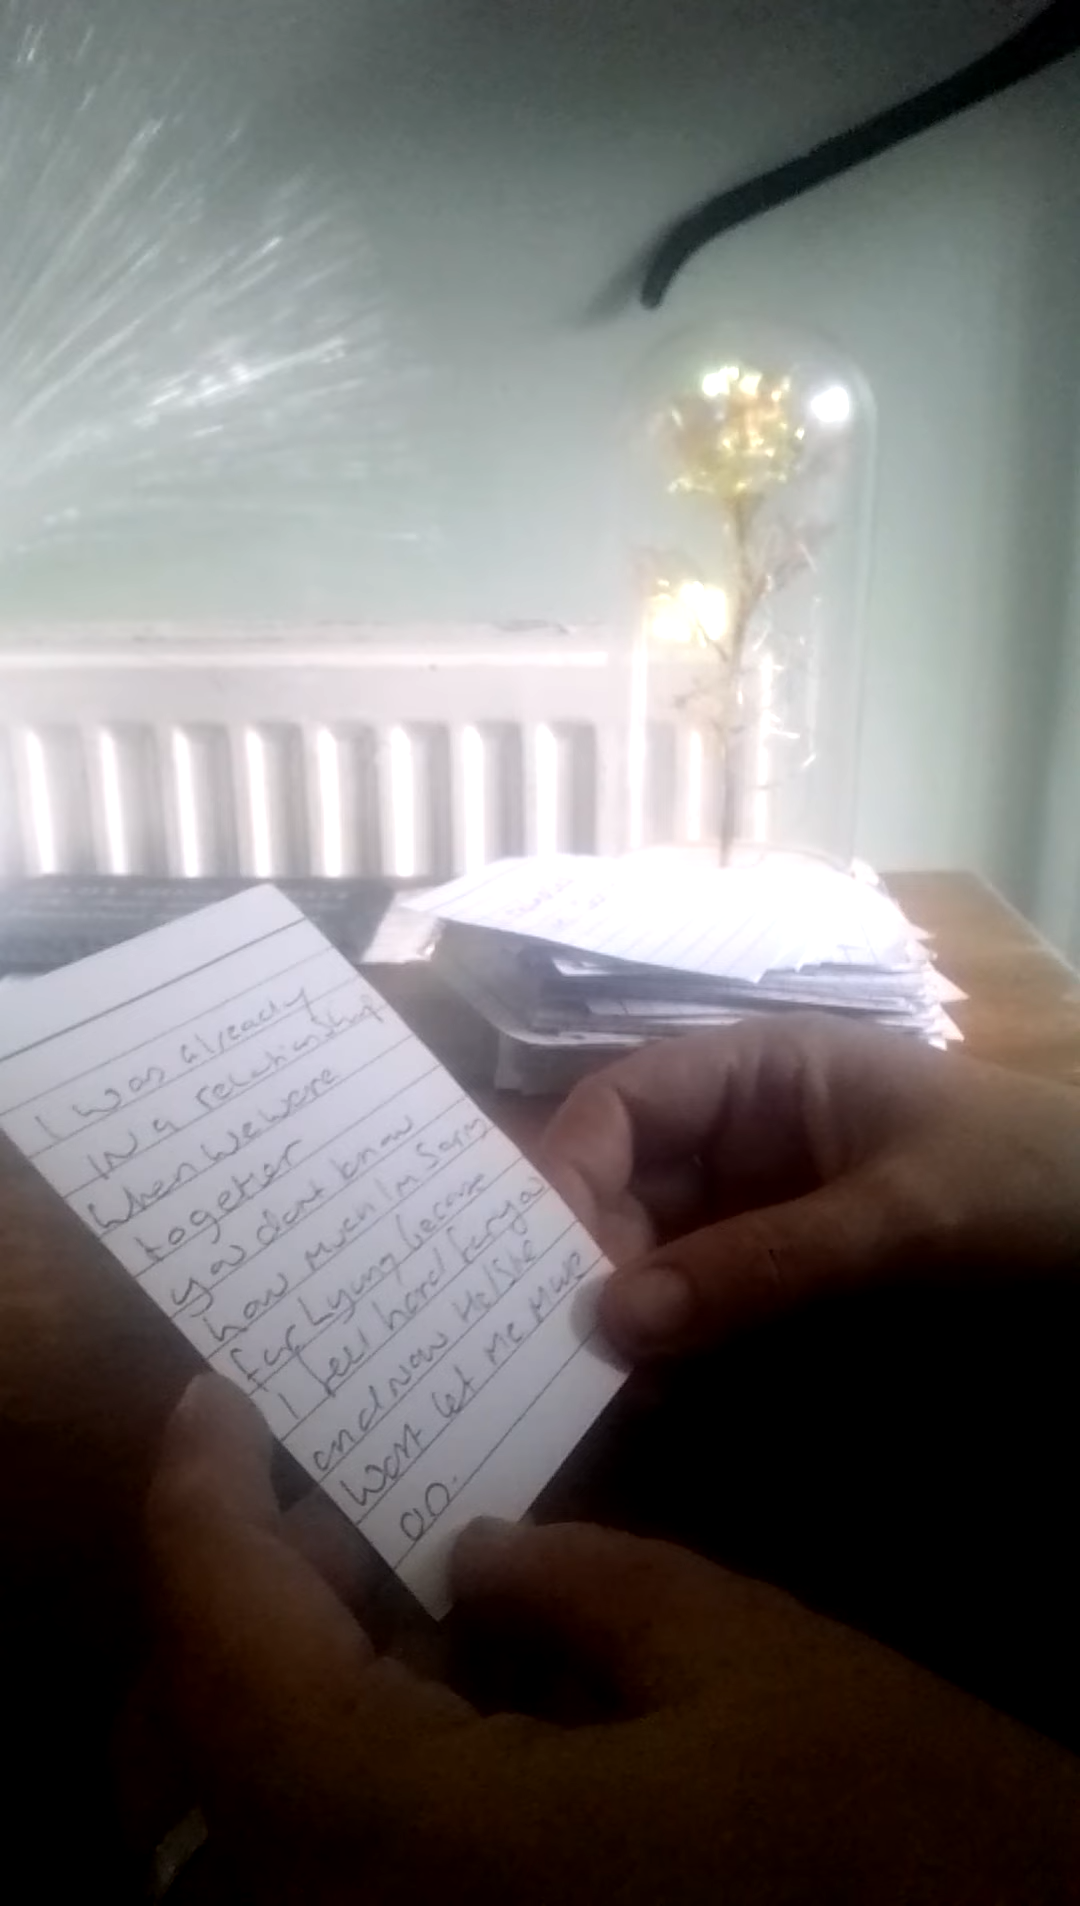 I was already
in a relationship
when we were
together
you dont know
how much I'm sorry
for Lying because
I feel hard for you
and now He/She
wont let me move
on.